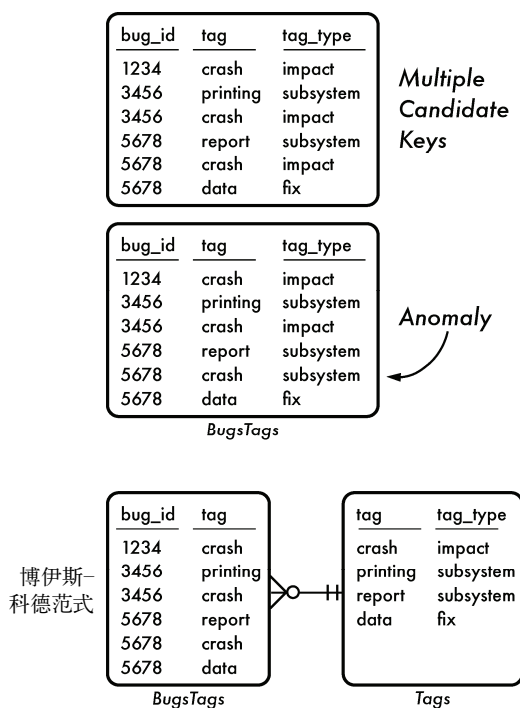 bug_id tag tag_type
1234 crash impact
3456 printing subsystem
3456 crash impact
5678 report subsystem
5678 crash impact
5678 data fix
Multiple
Candidate
Keys
bug_id tag tag_type
1234 crash impact
3456 printing subsystem
3456 crash impact
5678 report subsystem
5678 crash subsystem
5678 data fix
Anomaly
BugsTags
博伊斯–
科德范式
bug_id tag
1234 crash
3456 printing
3456 crash
5678 report
5678 crash
5678 data
BugsTags
tag tag_type
crash impact
printing subsystem
report subsystem
data fix
Tags